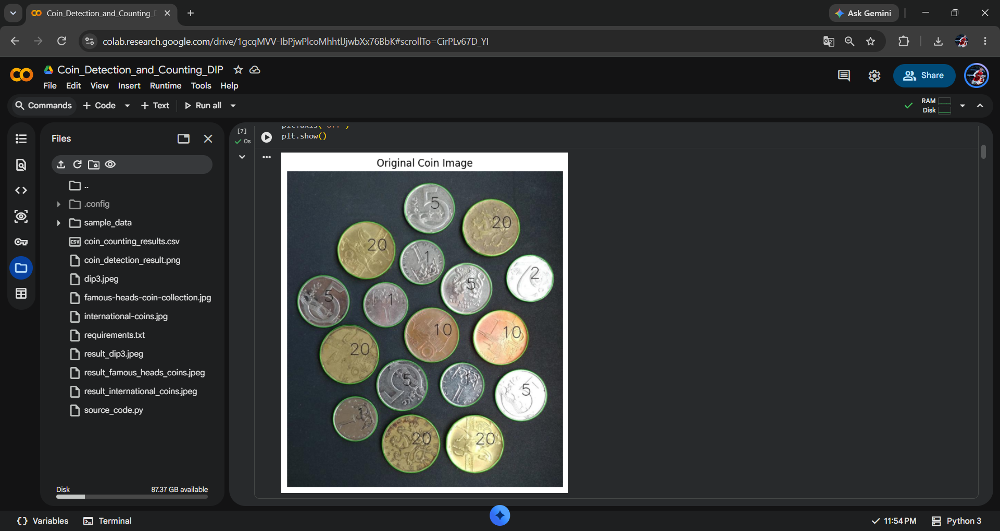 Coin_Detection_and_Counting_
Ask Gemini
colab.research.google.com/drive/1gcqMVV-IbPjwPlcoMhhtlJjwbXx76BbK#scrollTo=CirPLv67D_YI
Coin_Detection_and_Counting_DIP
File Edit View Insert Runtime Tools Help
Share
Commands + Code + Text Run all
RAM
Disk
Files
..
.config
sample_data
coin_counting_results.csv
coin_detection_result.png
dip3.jpeg
famous-heads-coin-collection.jpg
international-coins.jpg
requirements.txt
result_dip3.jpeg
result_famous_heads_coins.jpeg
result_international_coins.jpeg
source_code.py
Disk 87.37 GB available
[7]
0s
plt.show()
Original Coin Image
5
20
20
1
2
5
5
1
10
10
20
5
1
5
1
20
20
{} Variables Terminal
11:54 PM Python 3